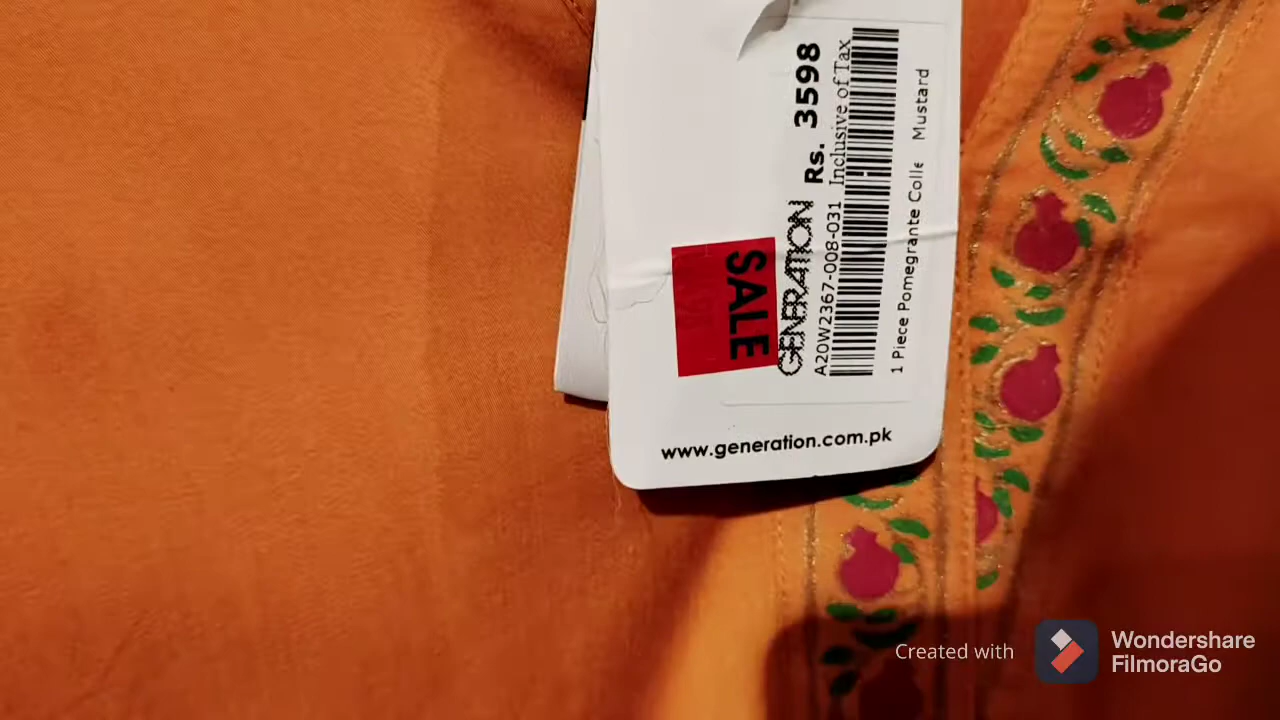 SALE
GENERATION Rs. 3598
A20W2367-008-031 Inclusive of Tax
1 Piece Pomegrante Colle Mustard
www.generation.com.pk
Created with
Wondershare
FilmoraGo